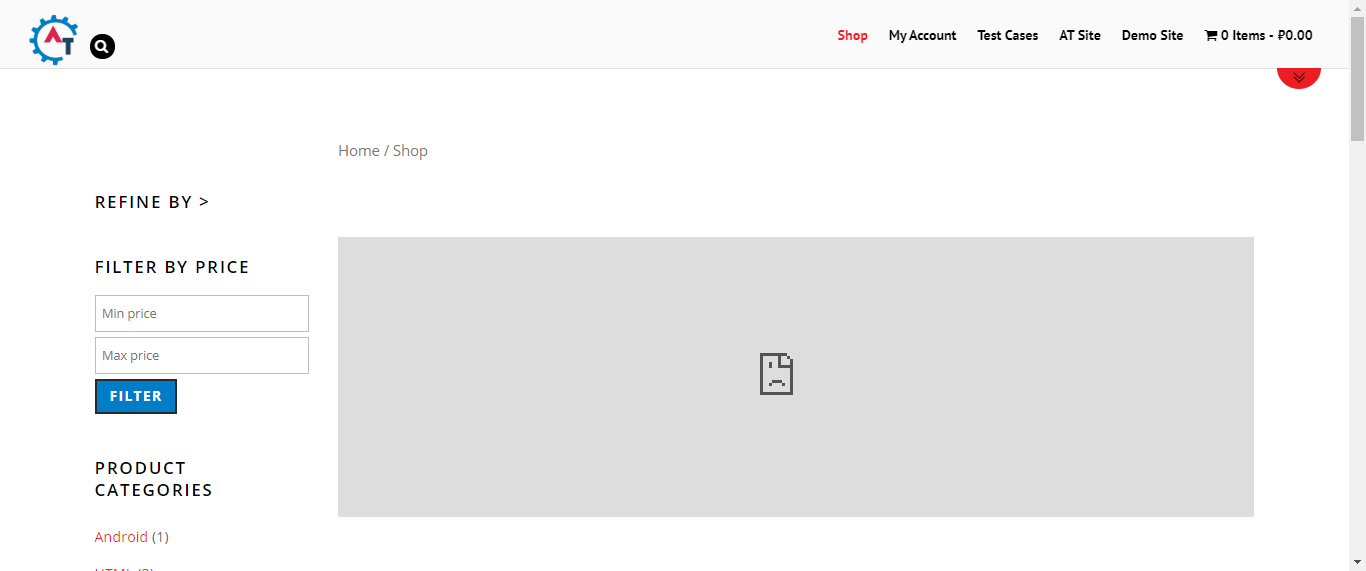 AT
Shop My Account Test Cases AT Site Demo Site 0 Items - ₽0.00
Home / Shop
REFINE BY >
FILTER BY PRICE
Min price
Max price
FILTER
PRODUCT
CATEGORIES
Android (1)